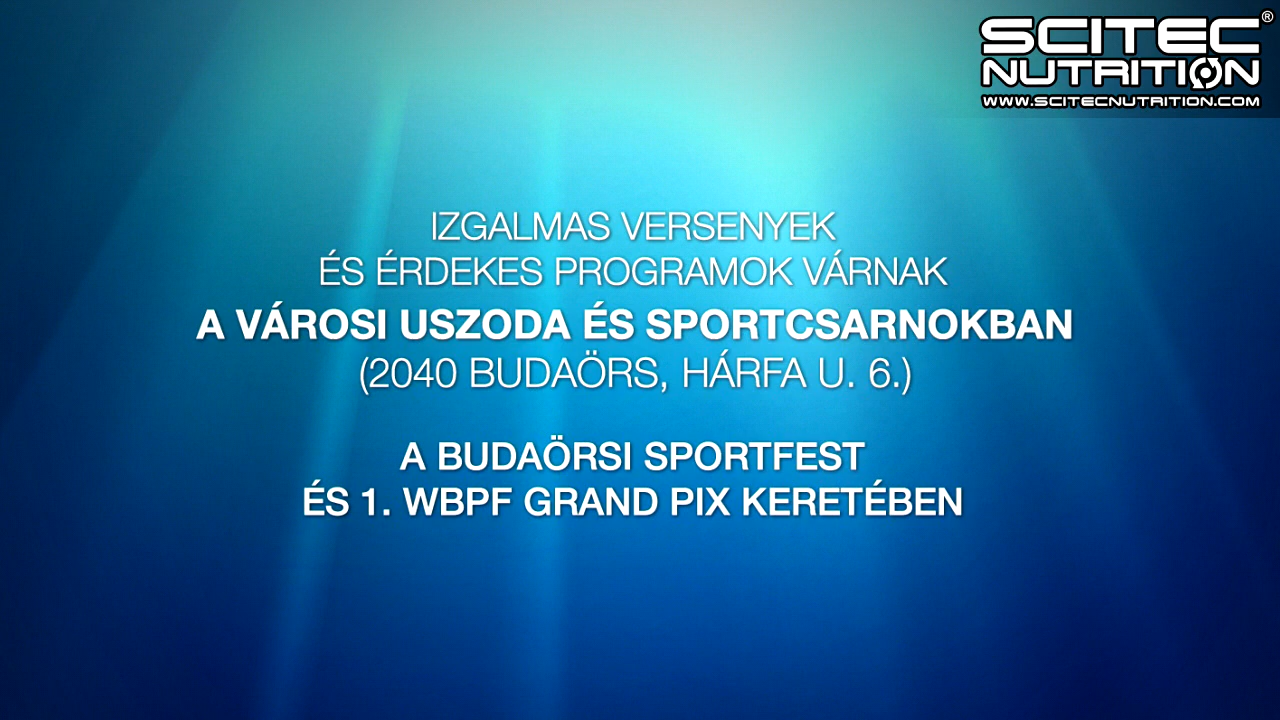 SCITEC®
NUTRITION
WWW.SCITECNUTRITION.COM
IZGALMAS VERSENYEK
ÉS ÉRDEKES PROGRAMOK VÁRNAK
A VÁROSI USZODA ÉS SPORTCSARNOKBAN
(2040 BUDAÖRS, HÁRFA U. 6.)
A BUDAÖRSI SPORTFEST
ÉS 1. WBPF GRAND PIX KERETÉBEN